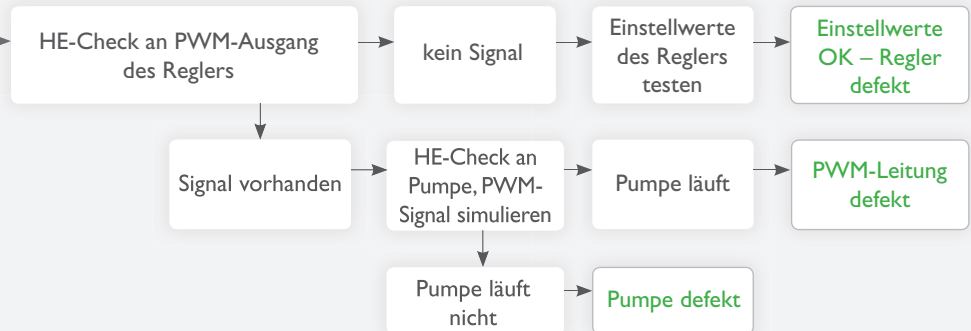 HE-Check an PWM-Ausgang
des Reglers
kein Signal
Einstellwerte
des Reglers
testen
Einstellwerte
OK – Regler
defekt
Signal vorhanden
HE-Check an
Pumpe, PWM-
Signal simulieren
Pumpe läuft
PWM-Leitung
defekt
Pumpe läuft
nicht
Pumpe defekt